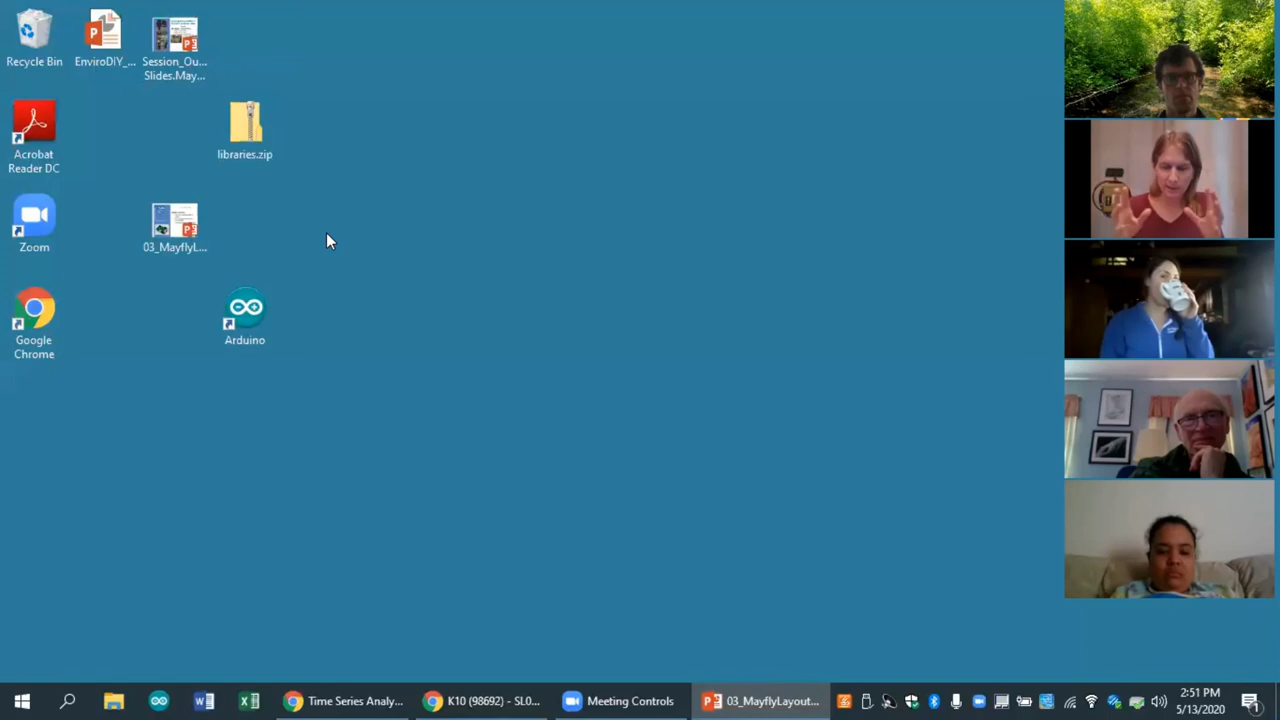 Recycle Bin
EnviroDIY_...
Session_Ou...
Slides.May...
Acrobat
Reader DC
libraries.zip
Zoom
03_MayflyL...
Google
Chrome
Arduino
Time Series Analy...
K10 (98692) - SL0...
Meeting Controls
03_MayflyLayout...
2:51 PM
5/13/2020